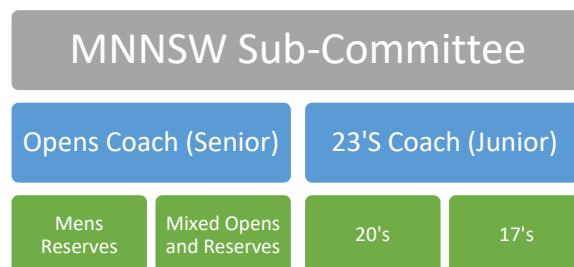 MNNSW Sub-Committee
Opens Coach (Senior)
23'S Coach (Junior)
Mens
Reserves
Mixed Opens
and Reserves
20's
17's